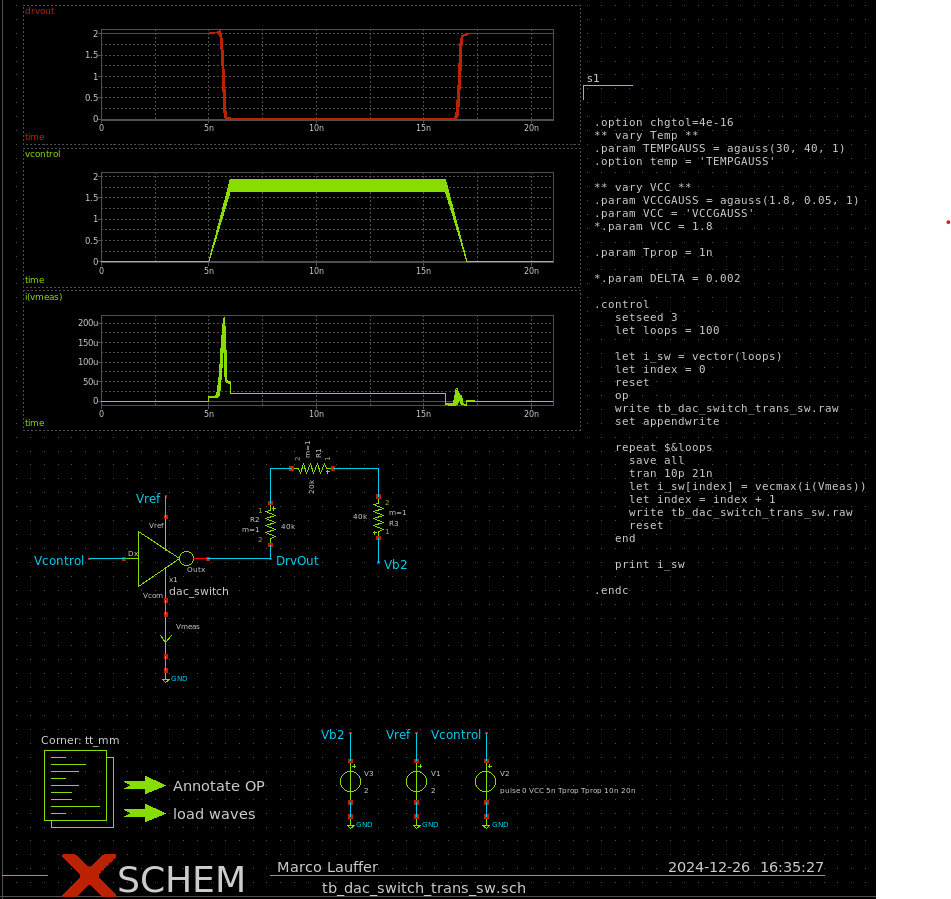 drvout
2
1.5
1
0.5
0
0 5n 10n 15n 20n
time
vcontrol
2
1.5
1
0.5
0
0 5n 10n 15n 20n
time
i(vmeas)
200u
150u
100u
50u
0
0 5n 10n 15n 20n
time
s1
.option chgtol=4e-16
** vary Temp **
.param TEMPGAUSS = agauss(30, 40, 1)
.option temp = 'TEMPGAUSS'
** vary VCC **
.param VCCGAUSS = agauss(1.8, 0.05, 1)
.param VCC = 'VCCGAUSS'
*.param VCC = 1.8
.param Tprop = 1n
*.param DELTA = 0.002
.control
setseed 3
let loops = 100
let i_sw = vector(loops)
let index = 0
reset
op
write tb_dac_switch_trans_sw.raw
set appendwrite
repeat $&loops
save all
tran 10p 21n
let i_sw[index] = vecmax(i(Vmeas))
let index = index + 1
write tb_dac_switch_trans_sw.raw
reset
end
print i_sw
.endc
2 m=1 R1 1
20k
Vref
Vref
1
R2
m=1
2
40k
2
40k
m=1
R3
1
Vcontrol
Dx
Outx
DrvOut
Vb2
x1
dac_switch
Vcom
Vmeas
GND
Corner: tt_mm
Annotate OP
load waves
Vb2 Vref Vcontrol
V3
2
V1
2
V2
pulse 0 VCC 5n Tprop Tprop 10n 20n
GND GND GND
XSCHEM
Marco Lauffer
2024-12-26 16:35:27
tb_dac_switch_trans_sw.sch